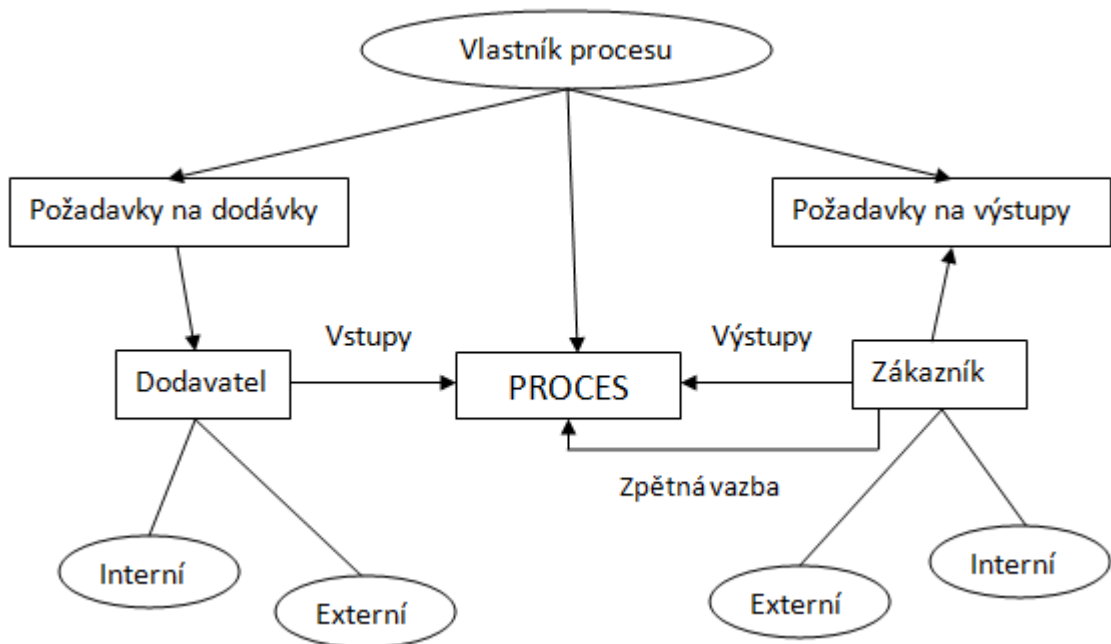 Vlastník procesu
Požadavky na dodávky
Požadavky na výstupy
Vstupy
Výstupy
Dodavatel
PROCES
Zákazník
Zpětná vazba
Interní
Externí
Externí
Interní